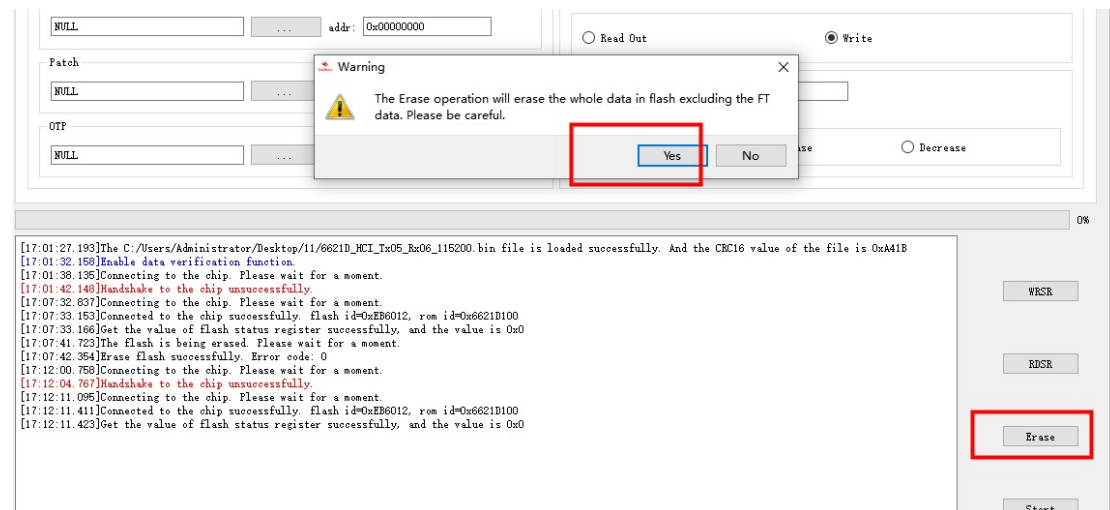 NULL ... addr: 0x00000000
Read Out Write
Patch
NULL ...
OTP
NULL ...
Warning
The Erase operation will erase the whole data in flash excluding the FT
data. Please be careful.
Yes No
Decrease
0%
[17:01:27.193]The C:/Users/Administrator/Desktop/11/6621D_HCI_Tx05_Rx06_115200.bin file is loaded successfully. And the CRC16 value of the file is 0xA41B
[17:01:32.158]Enable data verification function.
[17:01:38.135]Connecting to the chip. Please wait for a moment.
[17:01:42.148]Handshake to the chip unsuccessfully.
[17:07:32.837]Connecting to the chip. Please wait for a moment.
[17:07:33.153]Connected to the chip successfully. flash id=0xEB6012, rom id=0x6621D100
[17:07:33.166]Get the value of flash status register successfully, and the value is 0x0
[17:07:41.723]The flash is being erased. Please wait for a moment.
[17:07:42.354]Erase flash successfully. Error code: 0
[17:12:00.758]Connecting to the chip. Please wait for a moment.
[17:12:04.767]Handshake to the chip unsuccessfully.
[17:12:11.095]Connecting to the chip. Please wait for a moment.
[17:12:11.411]Connected to the chip successfully. flash id=0xEB6012, rom id=0x6621D100
[17:12:11.423]Get the value of flash status register successfully, and the value is 0x0
WRSR
RDSR
Erase
Start